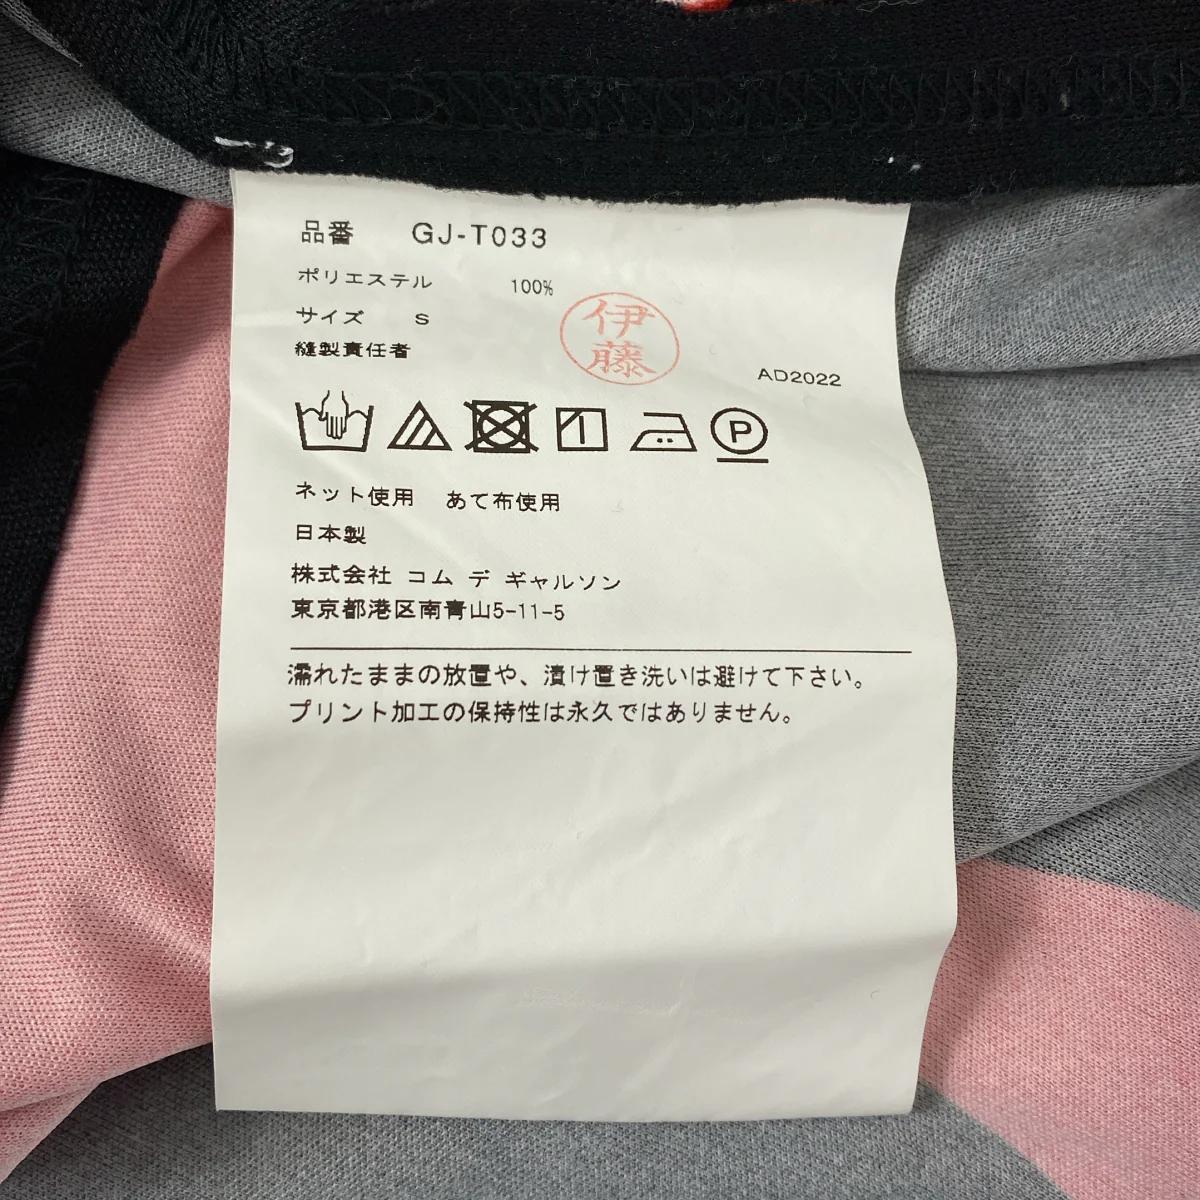 品番 GJ-T033
ポリエステル 100%
サイズ S
縫製責任者
伊
藤
AD2022
P
ネット使用 あて布使用
日本製
株式会社 コム デ ギャルソン
東京都港区南青山5-11-5
濡れたままの放置や、漬け置き洗いは避けて下さい。
プリント加工の保持性は永久ではありません。